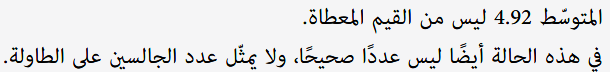 المتوسّط 4.92 ليس من القيم المعطاة.
في هذه الحالة أيضًا ليس عددًا صحيحًا، ولا يمثّل عدد الجالسين على الطاولة.